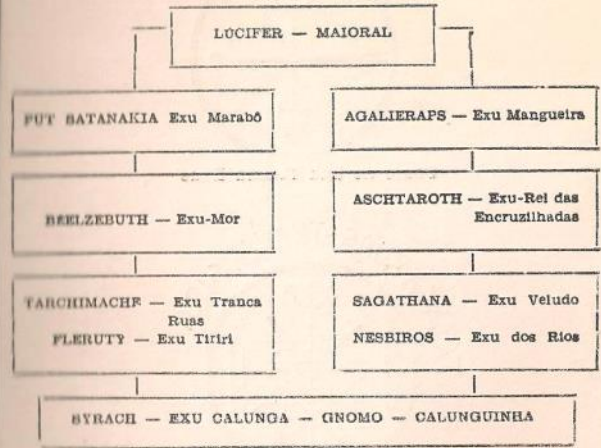 LÚCIFER — MAIORAL
PUT SATANAKIA Exu Marabô
AGALIERAPS — Exu Mangueira
BEELZEBUTH — Exu-Mor
ASCHTAROTH — Exu-Rei das
Encruzilhadas
TARCHIMACHE — Exu Tranca
Ruas
FLERUTY — Exu Tiriri
SAGATHANA — Exu Veludo
NESBIROS — Exu dos Rios
SYRACH — EXU CALUNGA — GNOMO — CALUNGUINHA